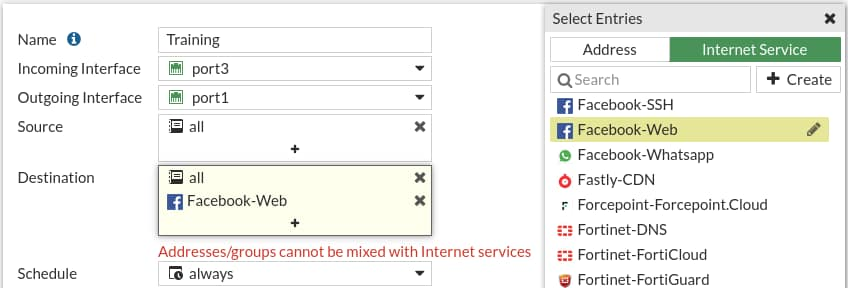 Name Training
Incoming Interface port3
Outgoing Interface port1
Source all
+
Destination all
Facebook-Web
+
Addresses/groups cannot be mixed with Internet services
Schedule always
Select Entries
Address Internet Service
Search + Create
Facebook-SSH
Facebook-Web
Facebook-Whatsapp
Fastly-CDN
Forcepoint-Forcepoint.Cloud
Fortinet-DNS
Fortinet-FortiCloud
Fortinet-FortiGuard